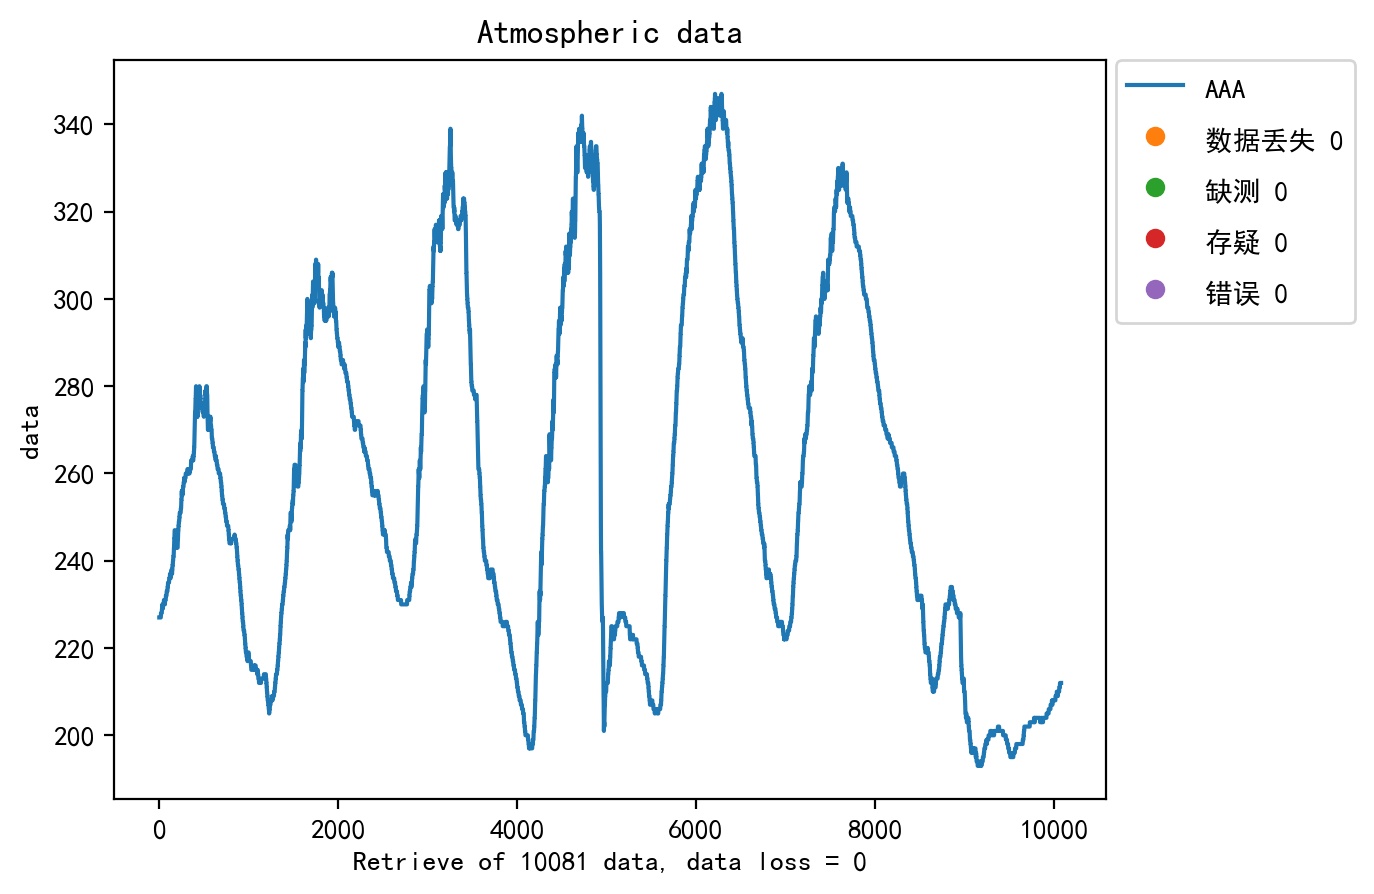 Atmospheric data
340
320
300
280
260
240
220
200
data
0 2000 4000 6000 8000 10000
Retrieve of 10081 data, data loss = 0
AAA
数据丢失 0
缺测 0
存疑 0
错误 0